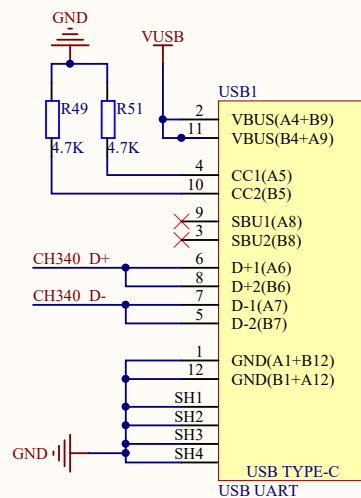 GND
VUSB
USB1
R49
R51
4.7K
4.7K
2 VBUS(A4+B9)
11 VBUS(B4+A9)
4 CC1(A5)
10 CC2(B5)
9 SBU1(A8)
3 SBU2(B8)
CH340 D+
6 D+1(A6)
8 D+2(B6)
CH340 D-
7 D-1(A7)
5 D-2(B7)
1 GND(A1+B12)
12 GND(B1+A12)
SH1
SH2
SH3
GND
SH4
USB TYPE-C
USB UART